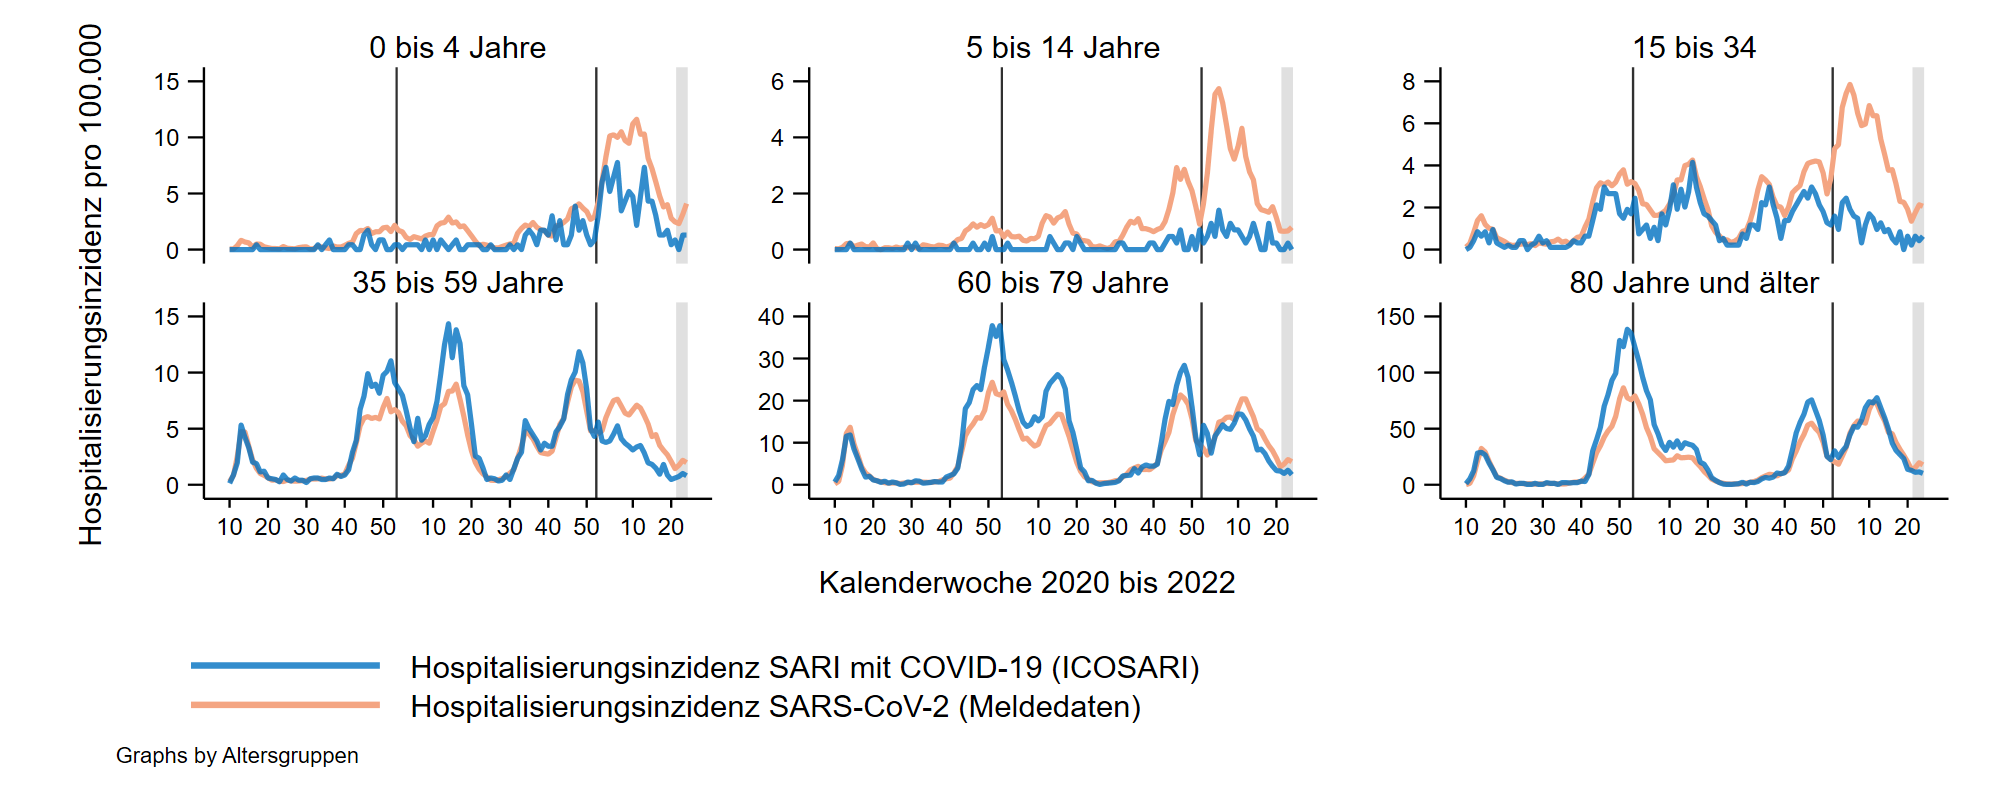 Hospitalisierungsinzidenz pro 100.000
0 bis 4 Jahre
15
10
5
0
5 bis 14 Jahre
6
4
2
0
15 bis 34
8
6
4
2
0
35 bis 59 Jahre
15
10
5
0
10 20 30 40 50 10 20 30 40 50 10 20
60 bis 79 Jahre
40
30
20
10
0
10 20 30 40 50 10 20 30 40 50 10 20
80 Jahre und älter
150
100
50
0
10 20 30 40 50 10 20 30 40 50 10 20
Kalenderwoche 2020 bis 2022
Hospitalisierungsinzidenz SARI mit COVID-19 (ICOSARI)
Hospitalisierungsinzidenz SARS-CoV-2 (Meldedaten)
Graphs by Altersgruppen